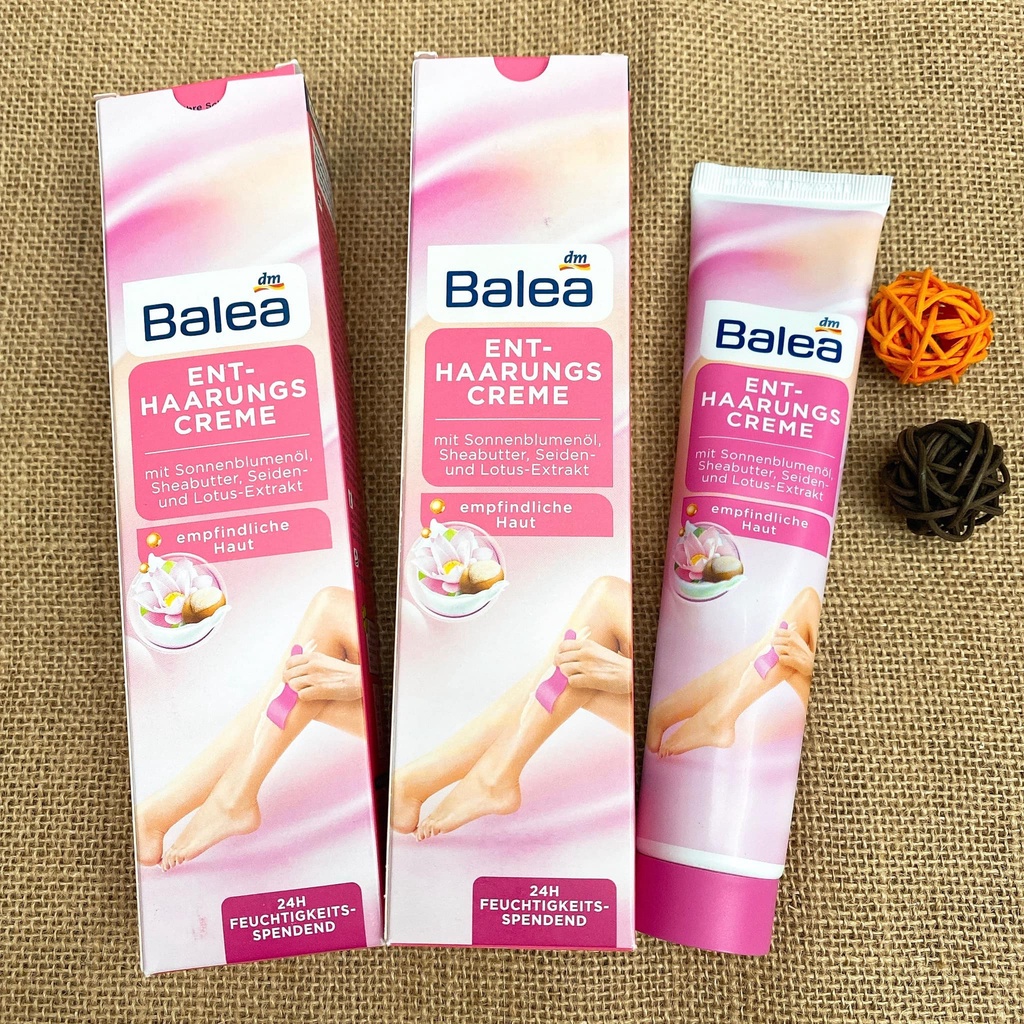 dm
Balea
ENT-
HAARUNGS
CREME
mit Sonnenblumenöl,
Sheabutter, Seiden-
und Lotus-Extrakt
empfindliche
Haut
24H
FEUCHTIGKEITS-
SPENDEND
dm
Balea
ENT-
HAARUNGS
CREME
mit Sonnenblumenöl,
Sheabutter, Seiden-
und Lotus-Extrakt
empfindliche
Haut
24H
FEUCHTIGKEITS-
SPENDEND
dm
Balea
ENT-
HAARUNGS
CREME
mit Sonnenblumenöl,
Sheabutter, Seiden-
und Lotus-Extrakt
empfindliche
Haut